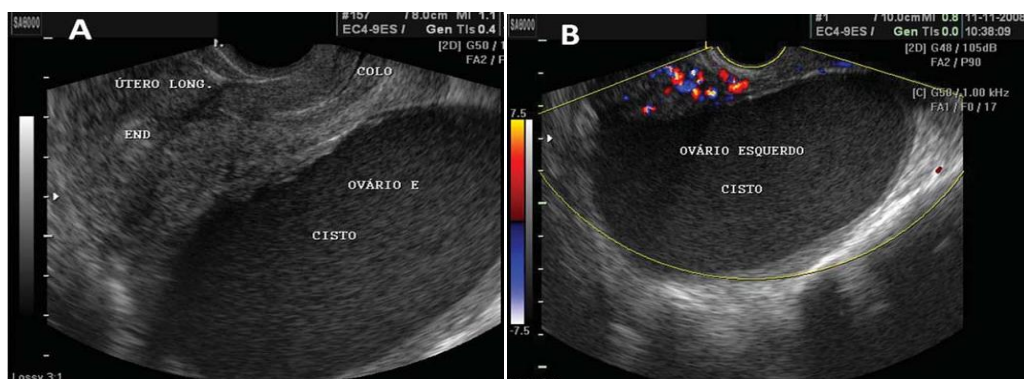 SA8000
A
#157 / 8.0cm MI 1.1
EC4-9ES / Gen TIs 0.4
[2D] G50 /
FA2 / P
ÚTERO LONG.
COLO
END
OVÁRIO E
CISTO
Lossy 3:1
SA8000
B
#1 / 10.0cm MI 0.8 11-11-2008
EC4-9ES / Gen TIs 0.0 10:38:09
[2D] G48 / 105dB
FA2 / P90
[C] G50 / 1.00 kHz
FA1 / F0 / 17
7.5
OVÁRIO ESQUERDO
CISTO
-7.5